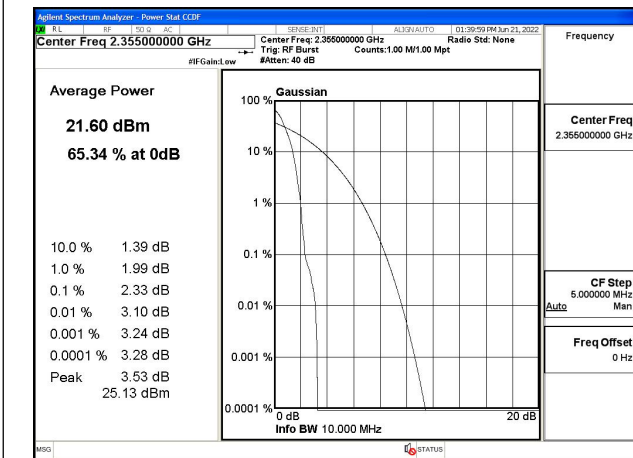 Agilent Spectrum Analyzer - Power Stat CCDF
RL RF 50 Ω AC SENSE:INT ALIGNAUTO 01:39:59 PM Jun 21, 2022
Center Freq 2.355000000 GHz
Center Freq: 2.355000000 GHz Radio Std: None
Trig: RF Burst Counts:1.00 M/1.00 Mpt
#IFGain:Low #Atten: 40 dB
Frequency
Average Power
21.60 dBm
65.34 % at 0dB
10.0 % 1.39 dB
1.0 % 1.99 dB
0.1 % 2.33 dB
0.01 % 3.10 dB
0.001 % 3.24 dB
0.0001 % 3.28 dB
Peak 3.53 dB
25.13 dBm
Gaussian
100 %
10 %
1 %
0.1 %
0.01 %
0.001 %
0.0001 %
0 dB 20 dB
Info BW 10.000 MHz
Center Freq
2.355000000 GHz
CF Step
5.000000 MHz
Auto Man
Freq Offset
0 Hz
MSG STATUS